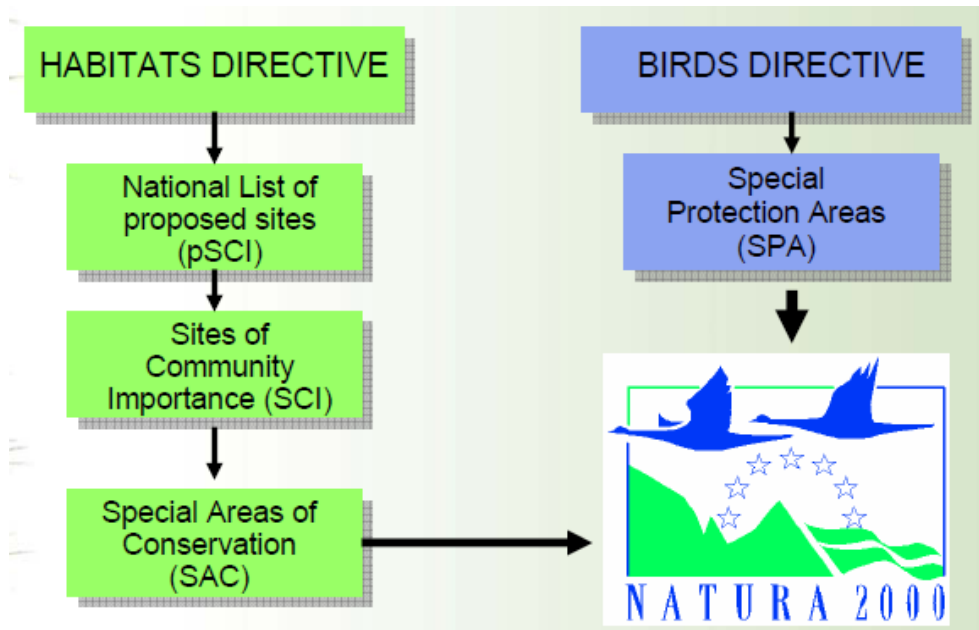 HABITATS DIRECTIVE
National List of
proposed sites
(pSCI)
Sites of
Community
Importance (SCI)
Special Areas of
Conservation
(SAC)
BIRDS DIRECTIVE
Special
Protection Areas
(SPA)
NATURA 2000